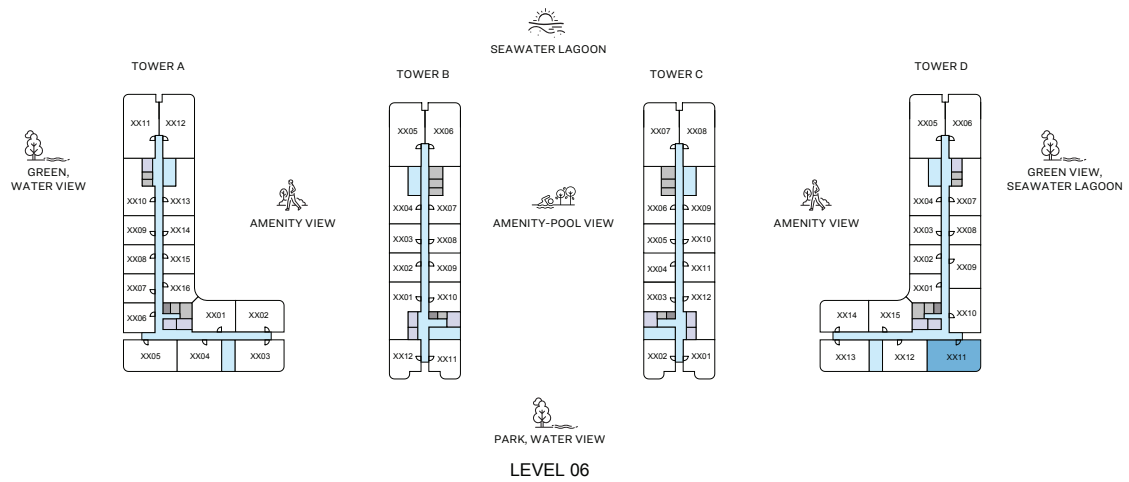 SEAWATER LAGOON
TOWER A
TOWER B
TOWER C
TOWER D
GREEN,
WATER VIEW
AMENITY VIEW
AMENITY-POOL VIEW
AMENITY VIEW
GREEN VIEW,
SEAWATER LAGOON
XX11 XX12
XX10 XX13
XX09 XX14
XX08 XX15
XX07 XX16
XX06 XX01 XX02
XX05 XX04 XX03
XX05 XX06
XX04 XX07
XX03 XX08
XX02 XX09
XX01 XX10
XX12 XX11
XX07 XX08
XX06 XX09
XX05 XX10
XX04 XX11
XX03 XX12
XX02 XX01
XX05 XX06
XX04 XX07
XX03 XX08
XX02 XX09
XX01
XX14 XX15 XX10
XX13 XX12 XX11
PARK, WATER VIEW
LEVEL 06